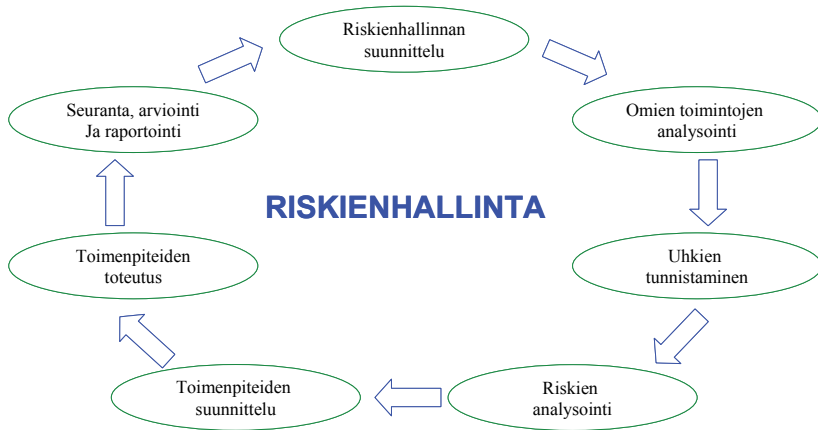 Riskienhallinnan
suunnittelu
Omien toimintojen
analysointi
Uhkien
tunnistaminen
Riskien
analysointi
Toimenpiteiden
suunnittelu
Toimenpiteiden
toteutus
Seuranta, arviointi
Ja raportointi
RISKIENHALLINTA